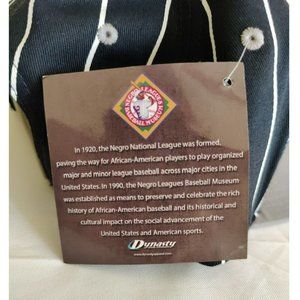 NEGRO LEAGUES
BASEBALL MUSEUM
In 1920, the Negro National League was formed,
paving the way for African-American players to play organized
major and minor league baseball across major cities in the
United States. In 1990, the Negro Leagues Baseball Museum
was established as means to preserve and celebrate the rich
history of African-American baseball and its historical and
cultural impact on the social advancement of the
United States and American sports.
Dynasty
www.dynastyapparel.com